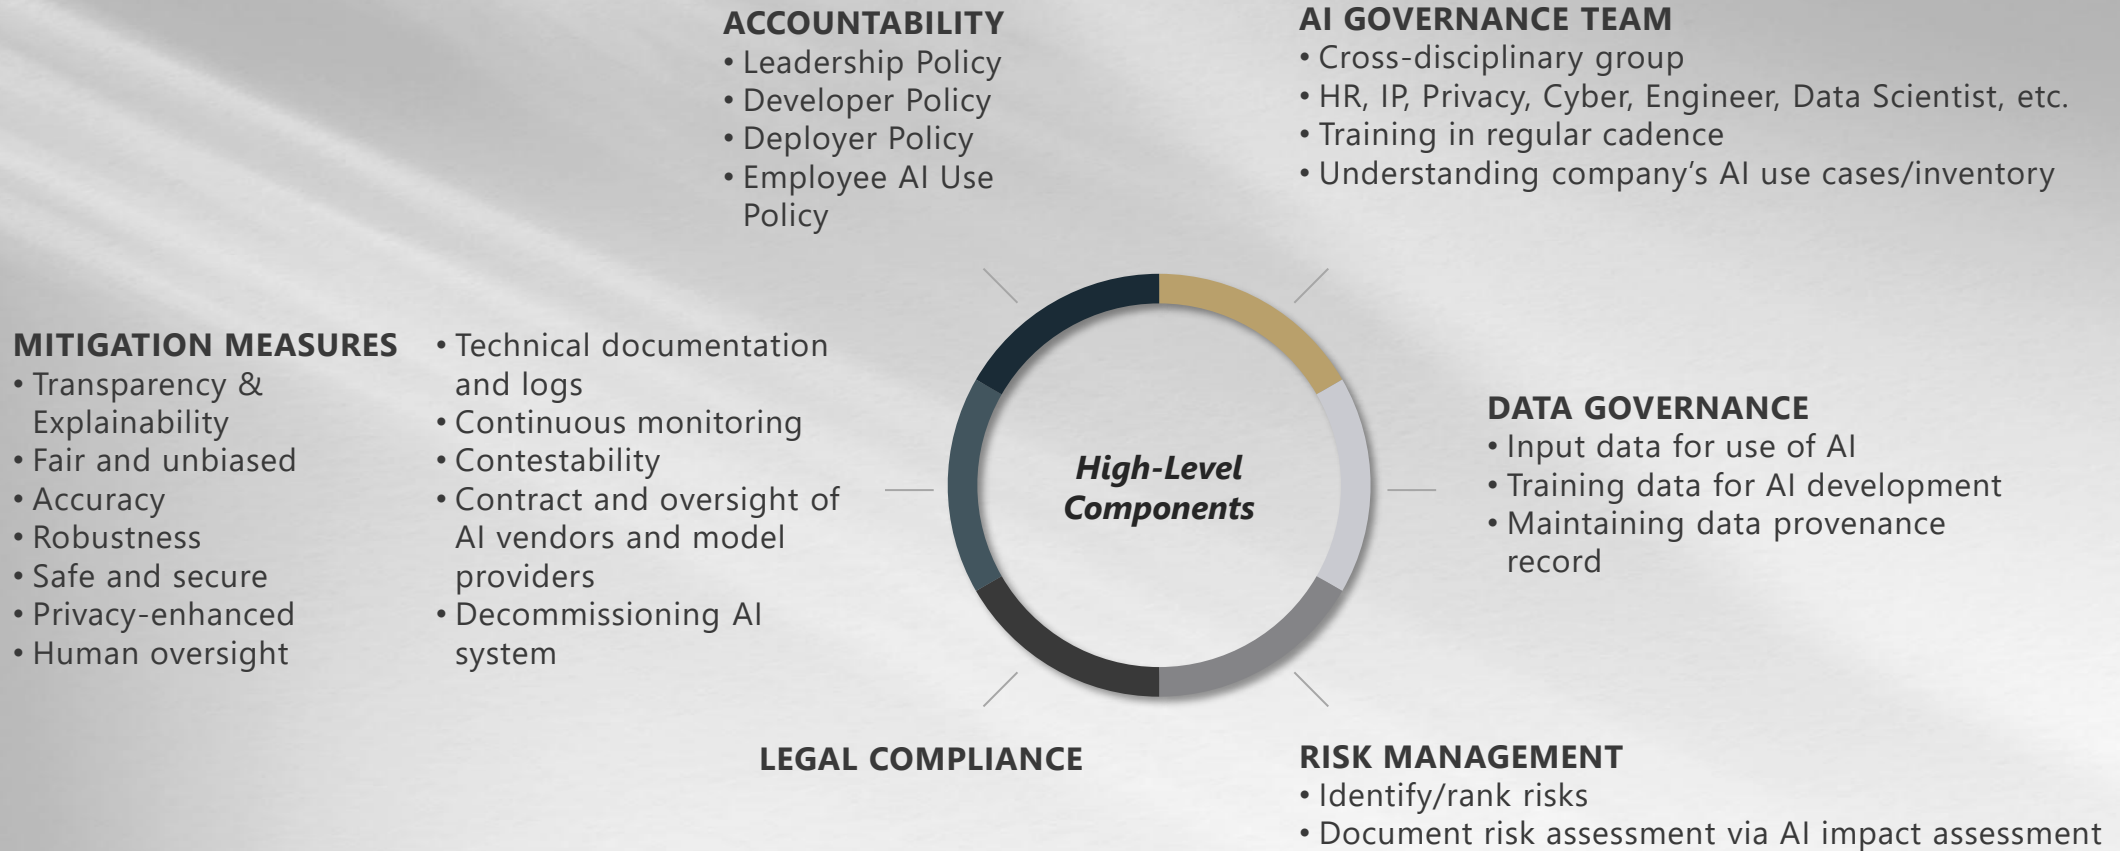 ACCOUNTABILITY
• Leadership Policy
• Developer Policy
• Deployer Policy
• Employee AI Use
Policy
AI GOVERNANCE TEAM
• Cross-disciplinary group
• HR, IP, Privacy, Cyber, Engineer, Data Scientist, etc.
• Training in regular cadence
• Understanding company's AI use cases/inventory
MITIGATION MEASURES
• Transparency &
Explainability
• Fair and unbiased
• Accuracy
• Robustness
• Safe and secure
• Privacy-enhanced
• Human oversight
• Technical documentation
and logs
• Continuous monitoring
• Contestability
• Contract and oversight of
AI vendors and model
providers
• Decommissioning AI
system
High-Level
Components
DATA GOVERNANCE
• Input data for use of AI
• Training data for AI development
• Maintaining data provenance
record
LEGAL COMPLIANCE
RISK MANAGEMENT
• Identify/rank risks
• Document risk assessment via AI impact assessment